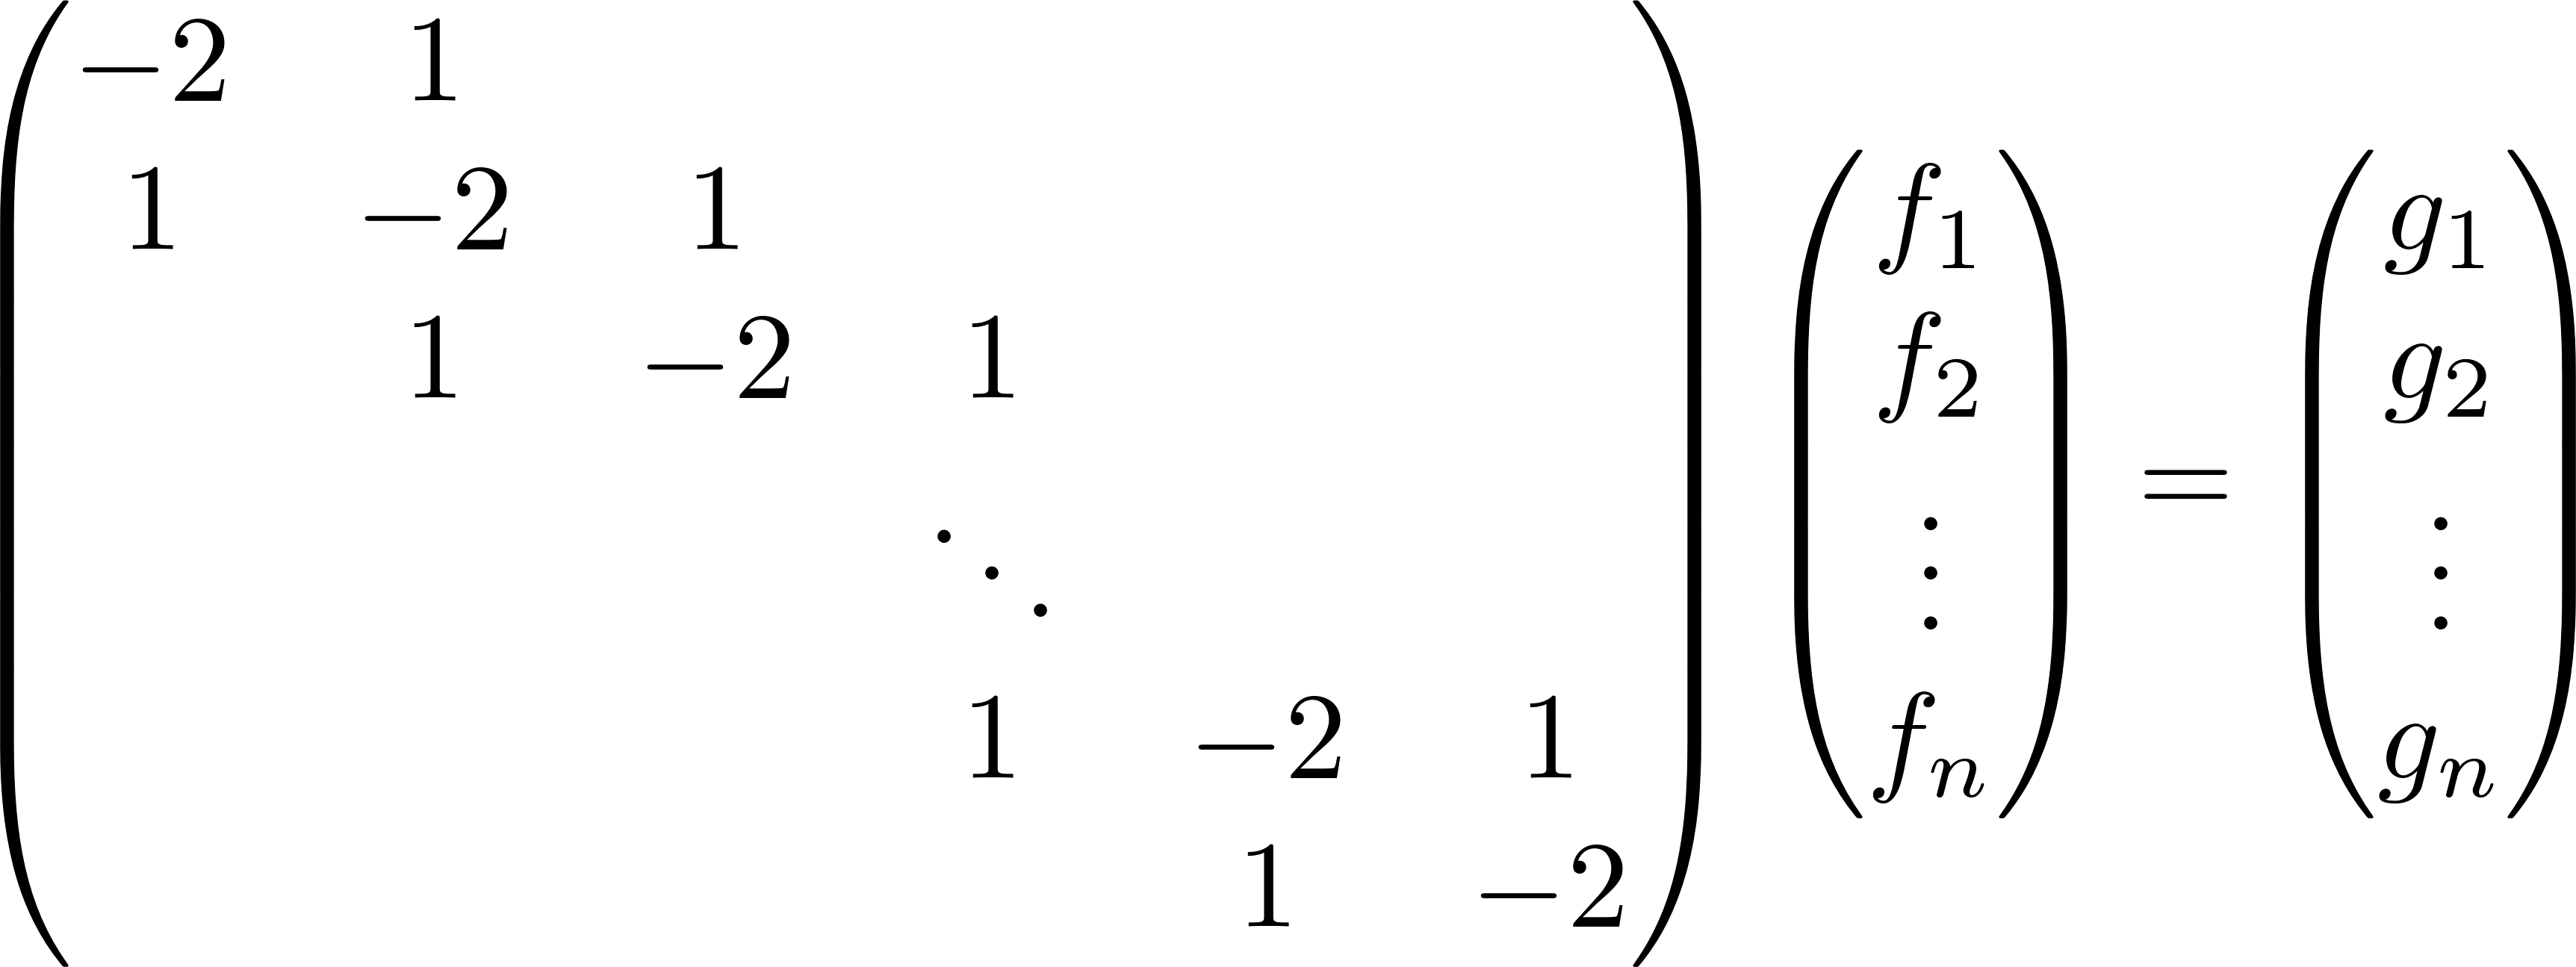 −2 1
1 −2 1 f₁ g₁
1 −2 1 f₂ g₂
⋱ ⋮ = ⋮
1 −2 1 fₙ gₙ
1 −2